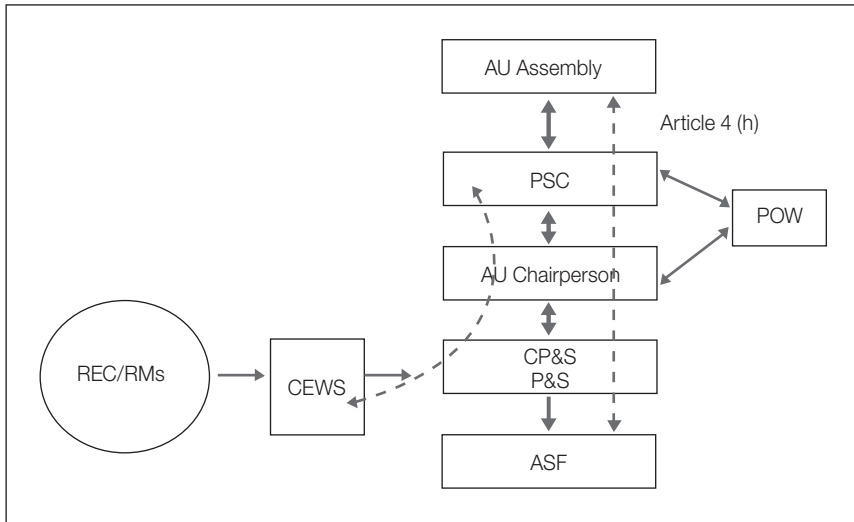 AU Assembly
Article 4 (h)
PSC
POW
AU Chairperson
REC/RMs
CEWS
CP&S
P&S
ASF